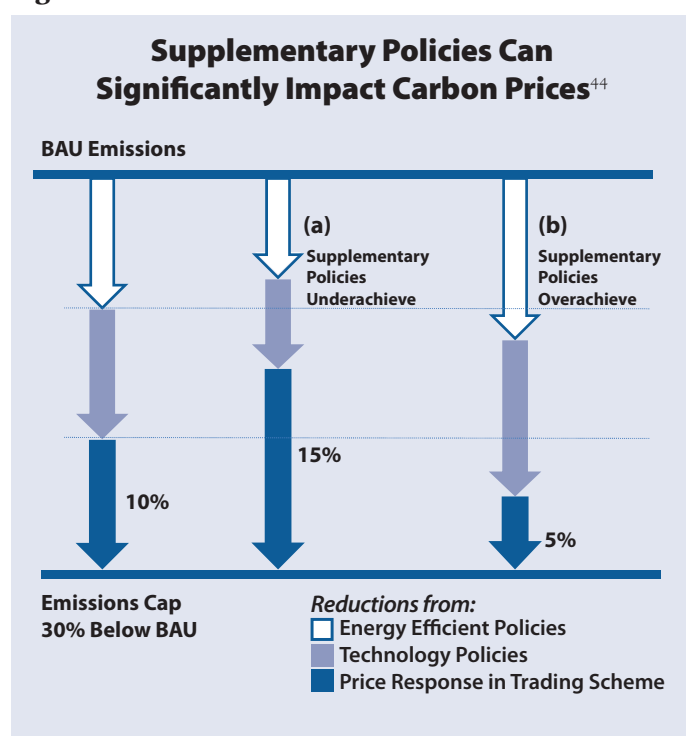 Supplementary Policies Can
Significantly Impact Carbon Prices44
BAU Emissions
(a)
Supplementary
Policies
Underachieve
(b)
Supplementary
Policies
Overachieve
15%
10%
5%
Emissions Cap
30% Below BAU
Reductions from:
Energy Efficient Policies
Technology Policies
Price Response in Trading Scheme